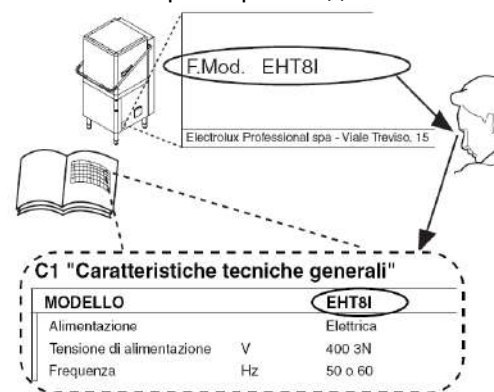 F.Mod. EHT8I
Electrolux Professional spa - Viale Treviso, 15
C1 "Caratteristiche tecniche generali"
MODELLO EHT8I
Alimentazione Elettrica
Tensione di alimentazione V 400 3N
Frequenza Hz 50 o 60